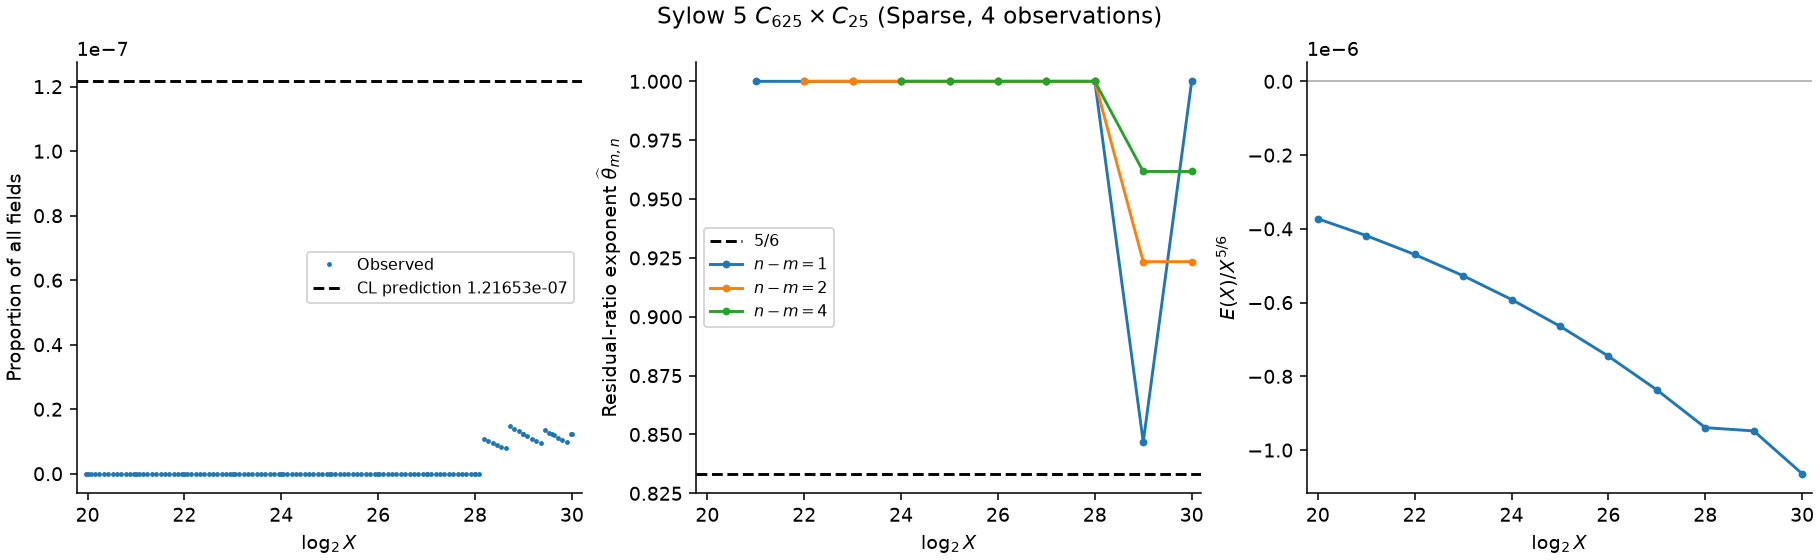 Sylow 5 C₆₂₅ × C₂₅ (Sparse, 4 observations)
1e−7
Proportion of all fields
1.2
1.0
0.8
0.6
0.4
0.2
0.0
Observed
CL prediction 1.21653e-07
20 22 24 26 28 30
log₂ X
Residual-ratio exponent θ̂ₘ,ₙ
1.000
0.975
0.950
0.925
0.900
0.875
0.850
0.825
5/6
n − m = 1
n − m = 2
n − m = 4
20 22 24 26 28 30
log₂ X
1e−6
E(X)/X^{5/6}
0.0
−0.2
−0.4
−0.6
−0.8
−1.0
20 22 24 26 28 30
log₂ X